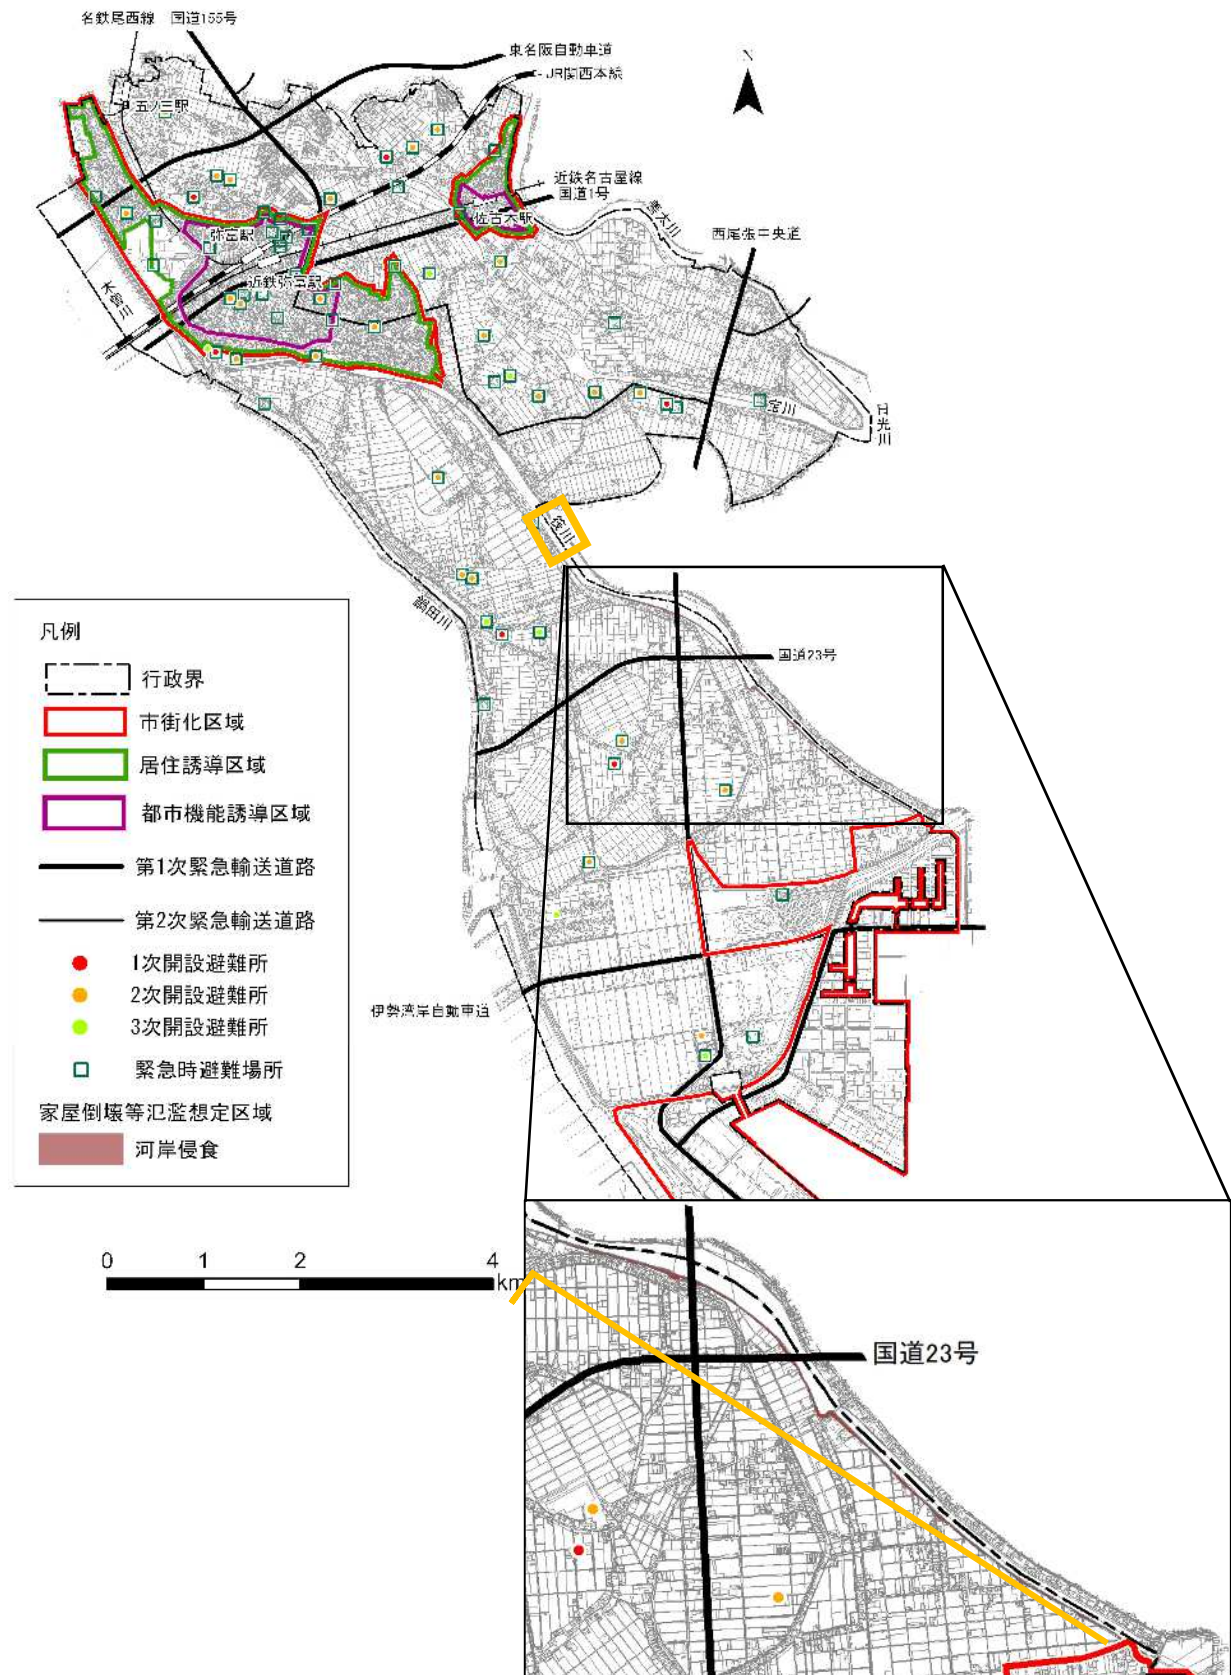 名鉄尾西線 国道155号
東名阪自動車道
JR関西本線
N
五ノ三駅
近鉄名古屋線
国道1号
善太川
佐古木駅
西尾張中央道
弥富駅
木曽川
近鉄弥富駅
宝川
日光川
筏川
鍋田川
国道23号
凡例
行政界
市街化区域
居住誘導区域
都市機能誘導区域
第1次緊急輸送道路
第2次緊急輸送道路
1次開設避難所
2次開設避難所
3次開設避難所
緊急時避難場所
家屋倒壊等氾濫想定区域
河岸侵食
伊勢湾岸自動車道
0 1 2 4
km
国道23号